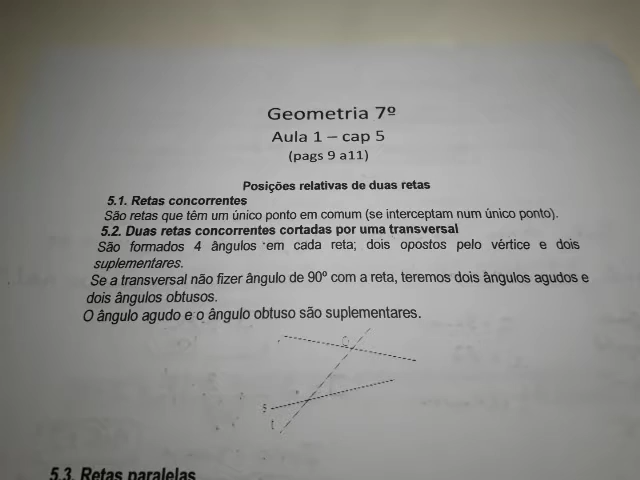 Geometria 7º
Aula 1 – cap 5
(pags 9 a11)
Posições relativas de duas retas
5.1. Retas concorrentes
São retas que têm um único ponto em comum (se interceptam num único ponto).
5.2. Duas retas concorrentes cortadas por uma transversal
São formados 4 ângulos em cada reta; dois opostos pelo vértice e dois
suplementares.
Se a transversal não fizer ângulo de 90º com a reta, teremos dois ângulos agudos e
dois ângulos obtusos.
O ângulo agudo e o ângulo obtuso são suplementares.
s
t
5.3. Retas paralelas